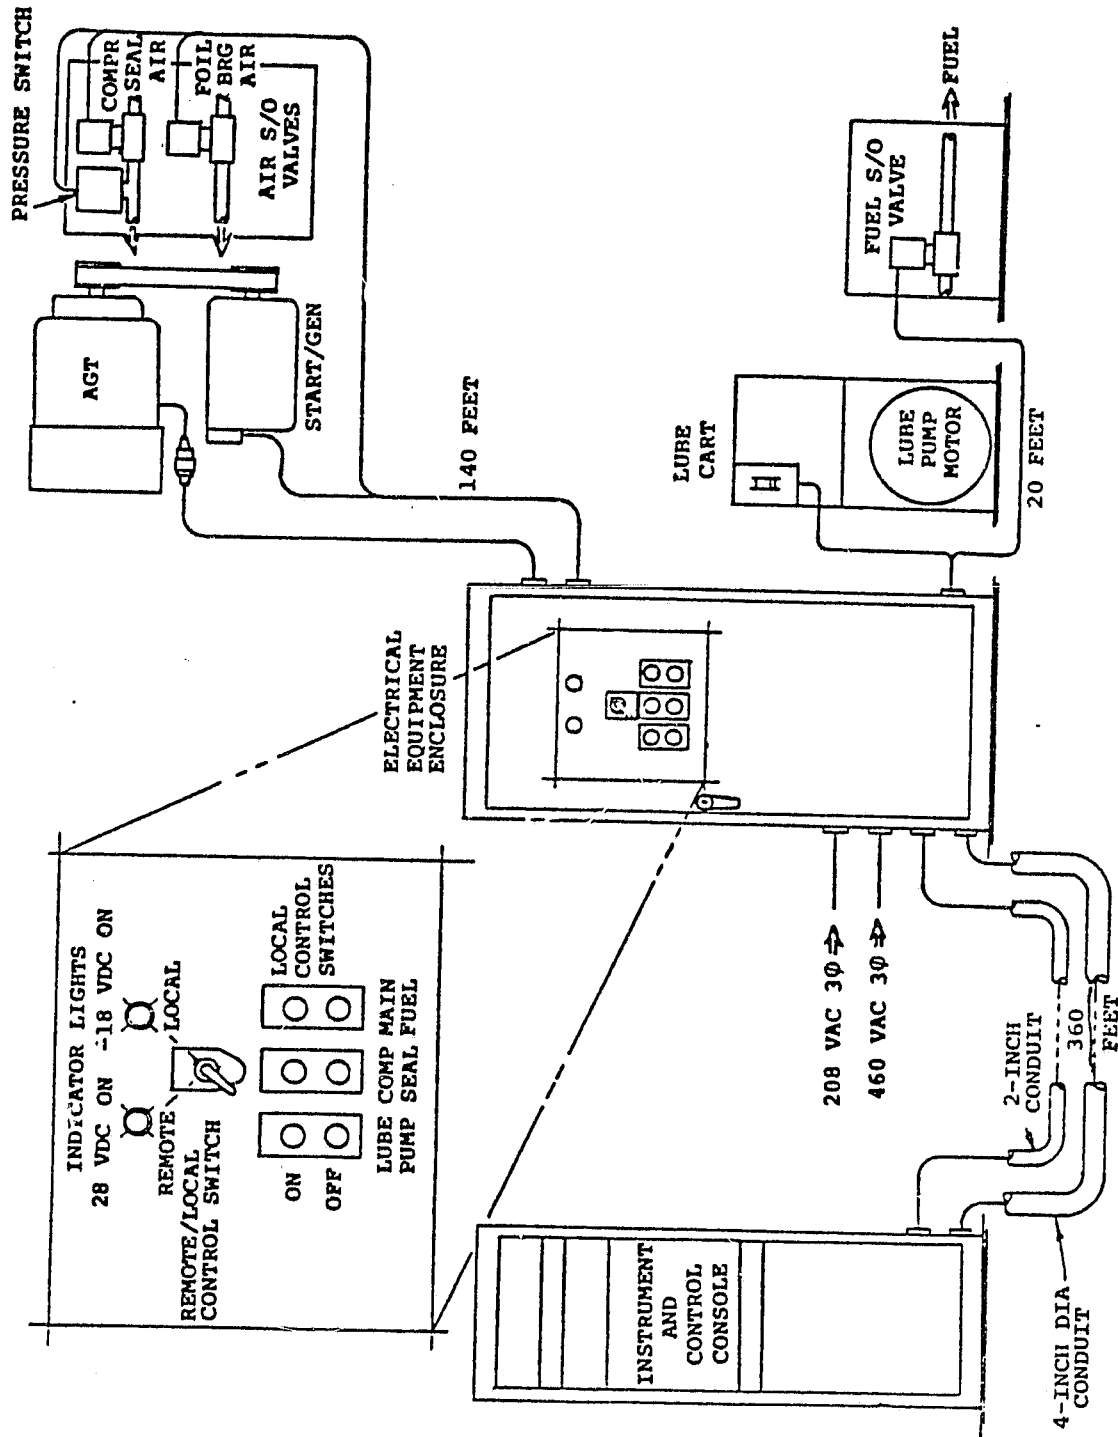 PRESSURE SWITCH
COMPR
SEAL
AIR
FOIL
BRG
AIR
AIR S/O
VALVES
AGT
START/GEN
140 FEET
FUEL S/O
VALVE
FUEL
LUBE
CART
LUBE
PUMP
MOTOR
20 FEET
ELECTRICAL
EQUIPMENT
ENCLOSURE
INDICATOR LIGHTS
28 VDC ON -18 VDC ON
REMOTE
LOCAL
REMOTE/LOCAL
CONTROL SWITCH
ON
OFF
LOCAL
CONTROL
SWITCHES
LUBE COMP MAIN
PUMP SEAL FUEL
208 VAC 3Ø
460 VAC 3Ø
2-INCH
CONDUIT
360
FEET
INSTRUMENT
AND
CONTROL
CONSOLE
4-INCH DIA
CONDUIT